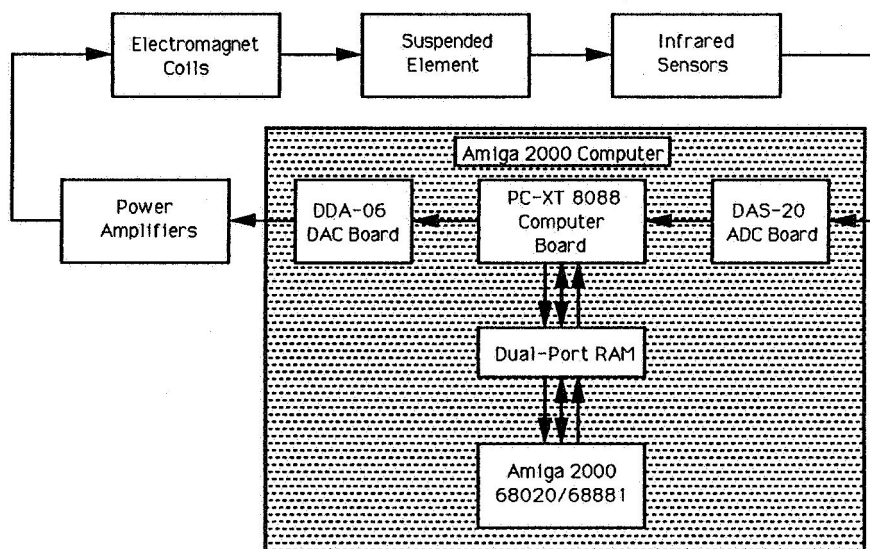 Electromagnet
Coils
Suspended
Element
Infrared
Sensors
Amiga 2000 Computer
Power
Amplifiers
DDA-06
DAC Board
PC-XT 8088
Computer
Board
DAS-20
ADC Board
Dual-Port RAM
Amiga 2000
68020/68881